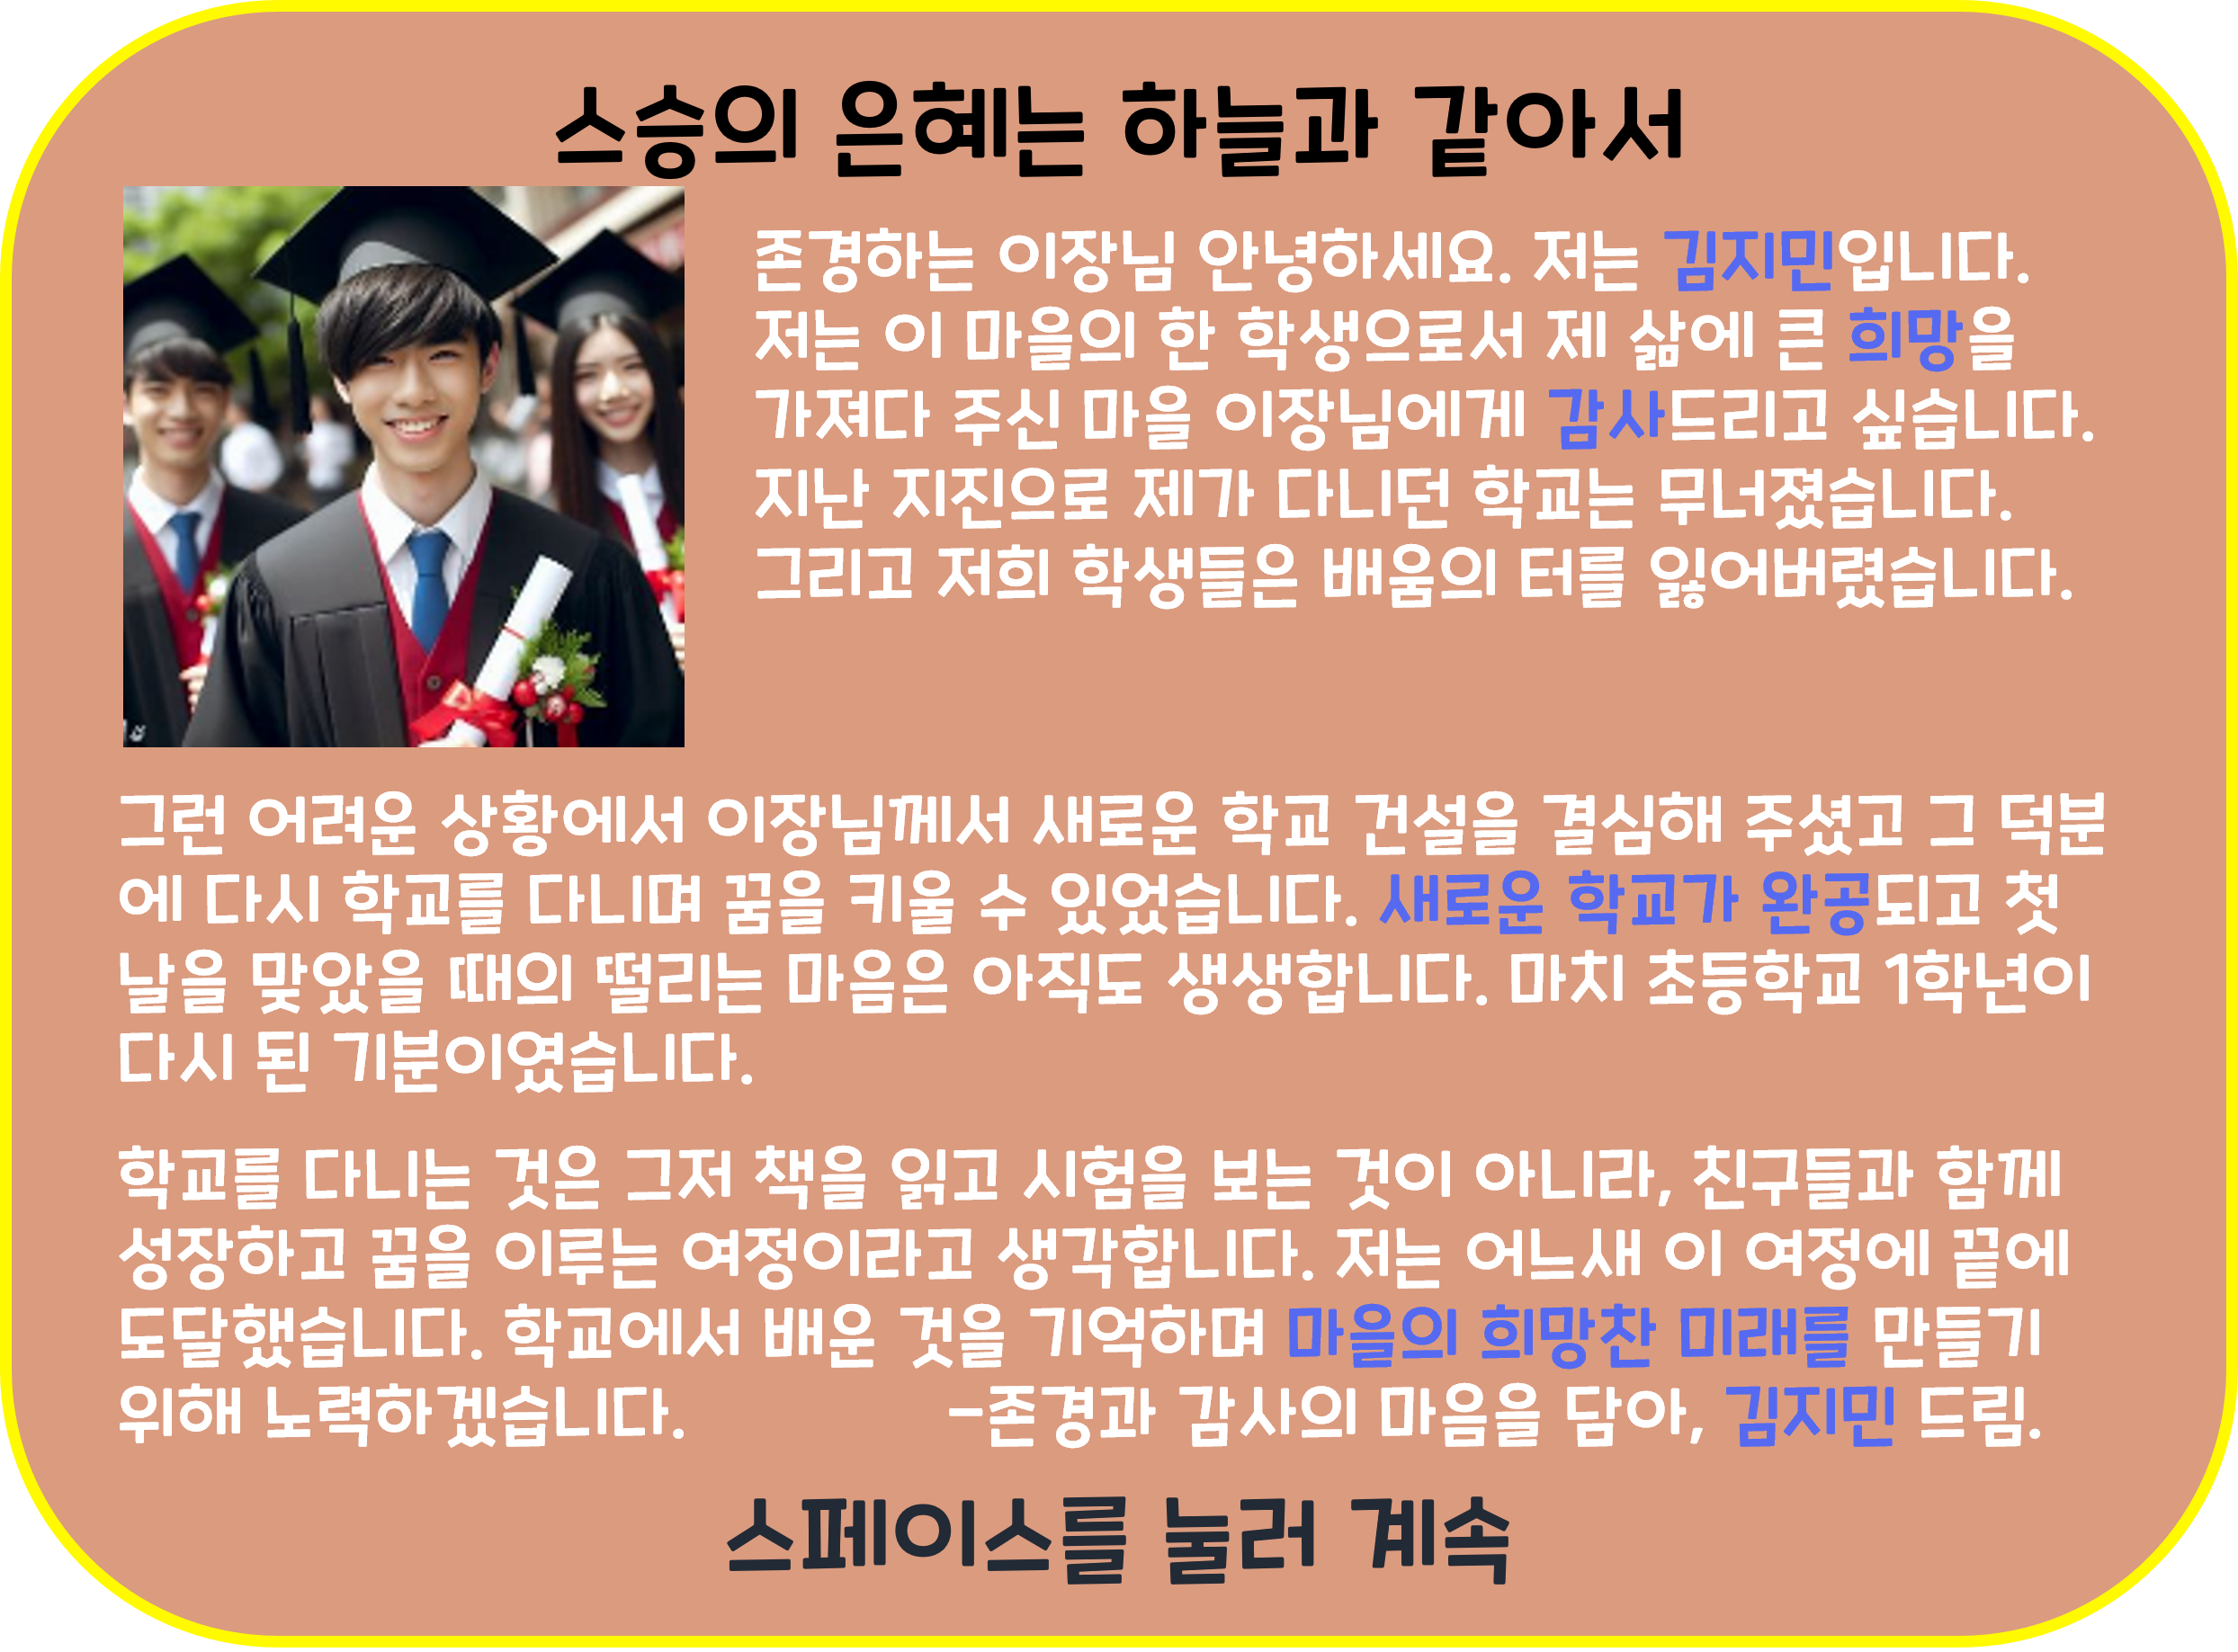 스승의 은혜는 하늘과 같아서
존경하는 이장님 안녕하세요. 저는 김지민입니다.
저는 이 마을의 한 학생으로서 제 삶에 큰 희망을
가져다 주신 마을 이장님에게 감사드리고 싶습니다.
지난 지진으로 제가 다니던 학교는 무너졌습니다.
그리고 저희 학생들은 배움의 터를 잃어버렸습니다.
그런 어려운 상황에서 이장님께서 새로운 학교 건설을 결심해 주셨고 그 덕분
에 다시 학교를 다니며 꿈을 키울 수 있었습니다. 새로운 학교가 완공되고 첫
날을 맞았을 때의 떨리는 마음은 아직도 생생합니다. 마치 초등학교 1학년이
다시 된 기분이였습니다.
학교를 다니는 것은 그저 책을 읽고 시험을 보는 것이 아니라, 친구들과 함께
성장하고 꿈을 이루는 여정이라고 생각합니다. 저는 어느새 이 여정에 끝에
도달했습니다. 학교에서 배운 것을 기억하며 마을의 희망찬 미래를 만들기
위해 노력하겠습니다. -존경과 감사의 마음을 담아, 김지민 드림.
스페이스를 눌러 계속